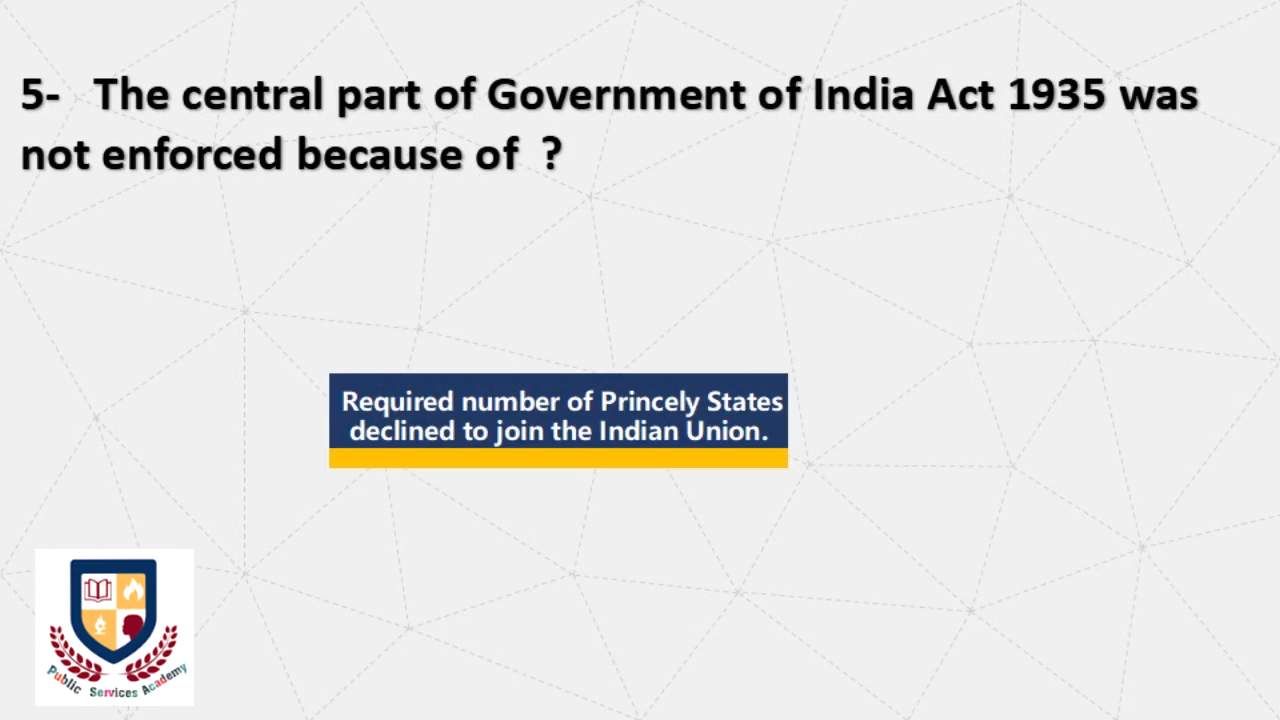 5- The central part of Government of India Act 1935 was
not enforced because of ?
Required number of Princely States
declined to join the Indian Union.
Public Services Academy